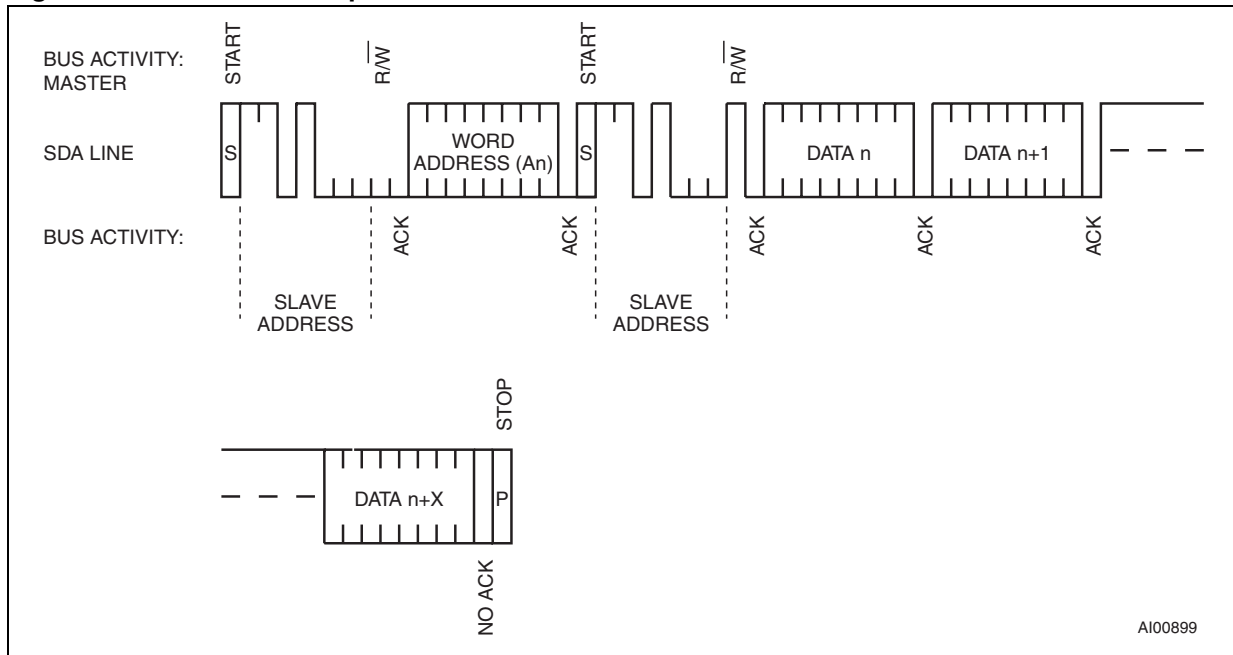 BUS ACTIVITY:
MASTER
START
R/W
START
R/W
SDA LINE
S
WORD
ADDRESS (An)
S
DATA n
DATA n+1
BUS ACTIVITY:
ACK
ACK
ACK
ACK
ACK
SLAVE
ADDRESS
SLAVE
ADDRESS
STOP
DATA n+X
P
NO ACK
AI00899